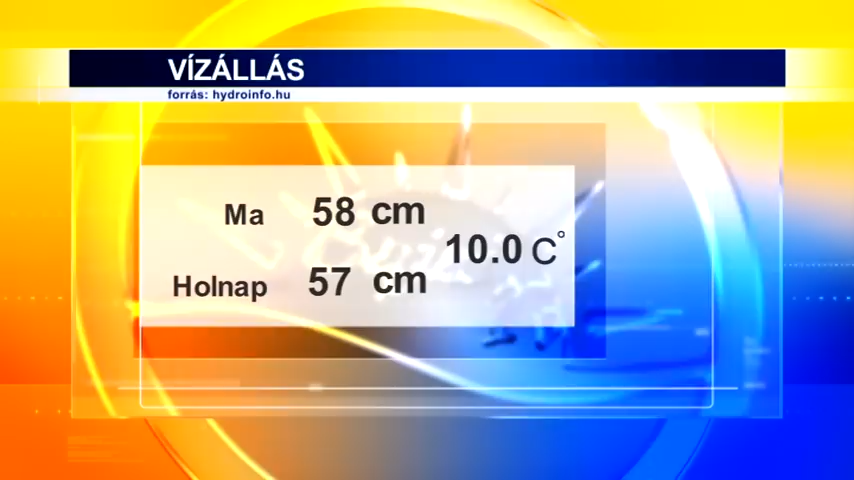 VÍZÁLLÁS
forrás: hydroinfo.hu
Ma 58 cm
10.0 C°
Holnap 57 cm